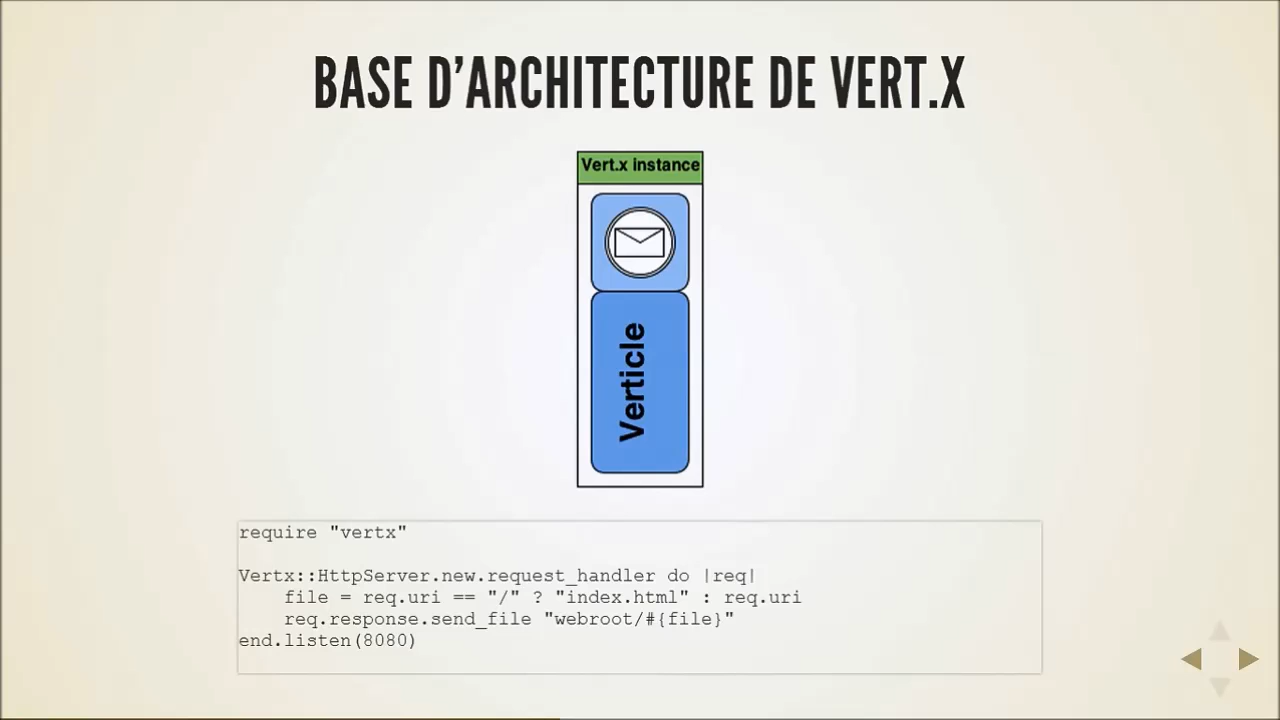 BASE D'ARCHITECTURE DE VERT.X
Vert.x instance
Verticle
require "vertx"
Vertx::HttpServer.new.request_handler do |req|
    file = req.uri == "/" ? "index.html" : req.uri
    req.response.send_file "webroot/#{file}"
end.listen(8080)